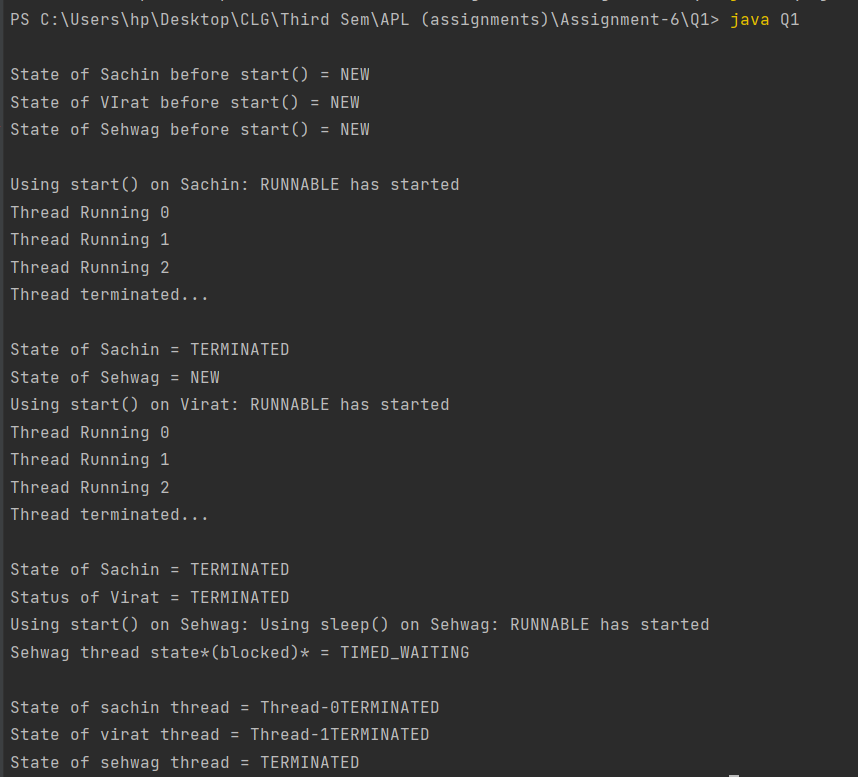 PS C:\Users\hp\Desktop\CLG\Third Sem\APL (assignments)\Assignment-6\Q1> java Q1
State of Sachin before start() = NEW
State of VIrat before start() = NEW
State of Sehwag before start() = NEW
Using start() on Sachin: RUNNABLE has started
Thread Running 0
Thread Running 1
Thread Running 2
Thread terminated...
State of Sachin = TERMINATED
State of Sehwag = NEW
Using start() on Virat: RUNNABLE has started
Thread Running 0
Thread Running 1
Thread Running 2
Thread terminated...
State of Sachin = TERMINATED
Status of Virat = TERMINATED
Using start() on Sehwag: Using sleep() on Sehwag: RUNNABLE has started
Sehwag thread state*(blocked)* = TIMED_WAITING
State of sachin thread = Thread-0TERMINATED
State of virat thread = Thread-1TERMINATED
State of sehwag thread = TERMINATED